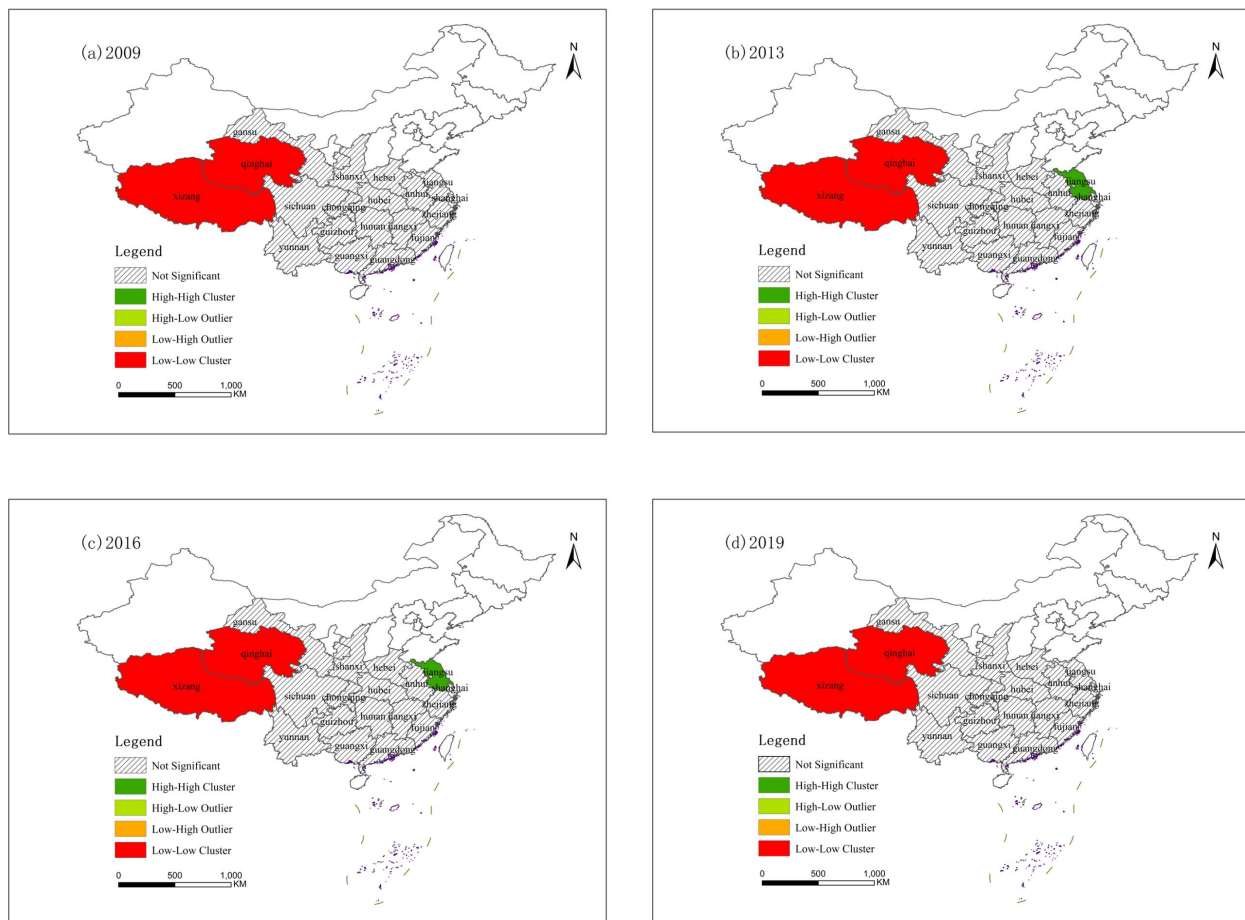 (a)2009
N
gansu
qinghai
xizang
shanxi
hebei
jiangsu
anhui
shanghai
sichuan
chongqing
hubei
zhejiang
hunan
jiangxi
guizhou
fujian
yunnan
guangxi
guangdong
Legend
Not Significant
High-High Cluster
High-Low Outlier
Low-High Outlier
Low-Low Cluster
0 500 1,000
KM
(b)2013
N
gansu
qinghai
xizang
shanxi
hebei
jiangsu
anhui
shanghai
sichuan
chongqing
hubei
zhejiang
hunan
jiangxi
guizhou
fujian
yunnan
guangxi
guangdong
Legend
Not Significant
High-High Cluster
High-Low Outlier
Low-High Outlier
Low-Low Cluster
0 500 1,000
KM
(c)2016
N
gansu
qinghai
xizang
shanxi
hebei
jiangsu
anhui
shanghai
sichuan
chongqing
hubei
zhejiang
hunan
jiangxi
guizhou
fujian
yunnan
guangxi
guangdong
Legend
Not Significant
High-High Cluster
High-Low Outlier
Low-High Outlier
Low-Low Cluster
0 500 1,000
KM
(d)2019
N
gansu
qinghai
xizang
shanxi
hebei
jiangsu
anhui
shanghai
sichuan
chongqing
hubei
zhejiang
hunan
jiangxi
guizhou
fujian
yunnan
guangxi
guangdong
Legend
Not Significant
High-High Cluster
High-Low Outlier
Low-High Outlier
Low-Low Cluster
0 500 1,000
KM